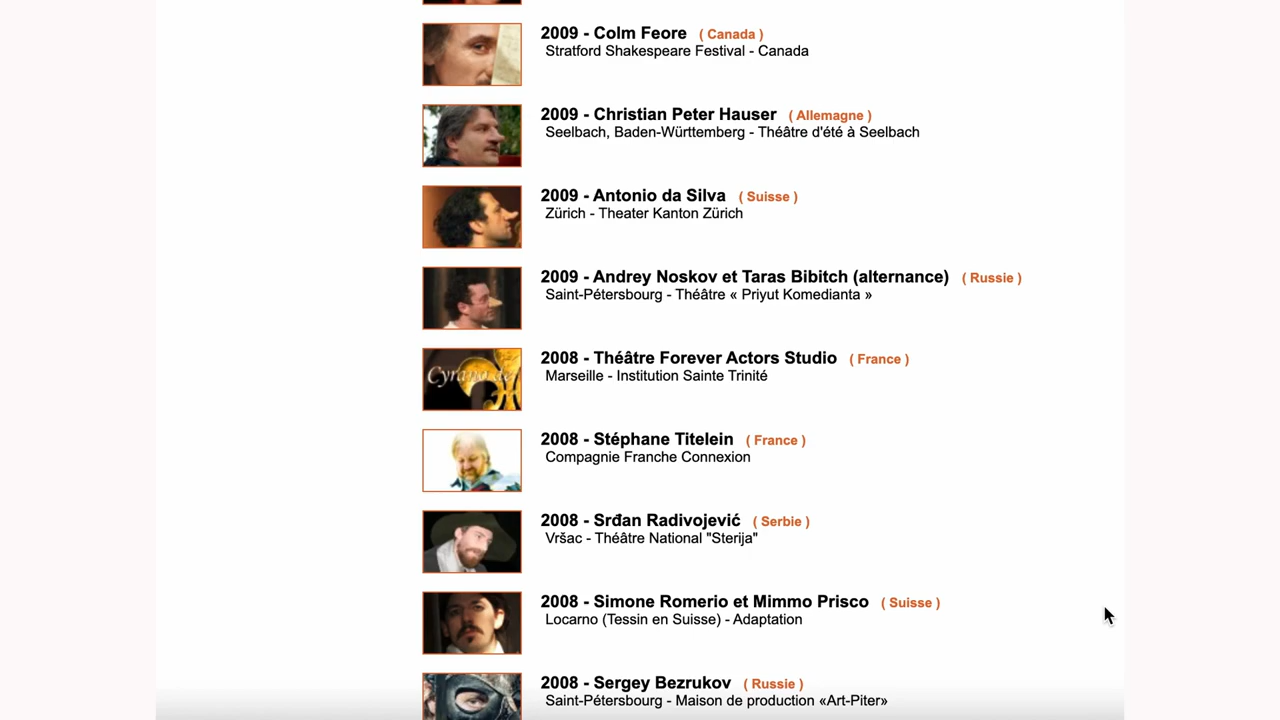 2009 - Colm Feore ( Canada )
Stratford Shakespeare Festival - Canada
2009 - Christian Peter Hauser ( Allemagne )
Seelbach, Baden-Württemberg - Théâtre d'été à Seelbach
2009 - Antonio da Silva ( Suisse )
Zürich - Theater Kanton Zürich
2009 - Andrey Noskov et Taras Bibitch (alternance) ( Russie )
Saint-Pétersbourg - Théâtre « Priyut Komedianta »
Cyrano de
2008 - Théâtre Forever Actors Studio ( France )
Marseille - Institution Sainte Trinité
2008 - Stéphane Titelein ( France )
Compagnie Franche Connexion
2008 - Srđan Radivojević ( Serbie )
Vršac - Théâtre National "Sterija"
2008 - Simone Romerio et Mimmo Prisco ( Suisse )
Locarno (Tessin en Suisse) - Adaptation
2008 - Sergey Bezrukov ( Russie )
Saint-Pétersbourg - Maison de production «Art-Piter»